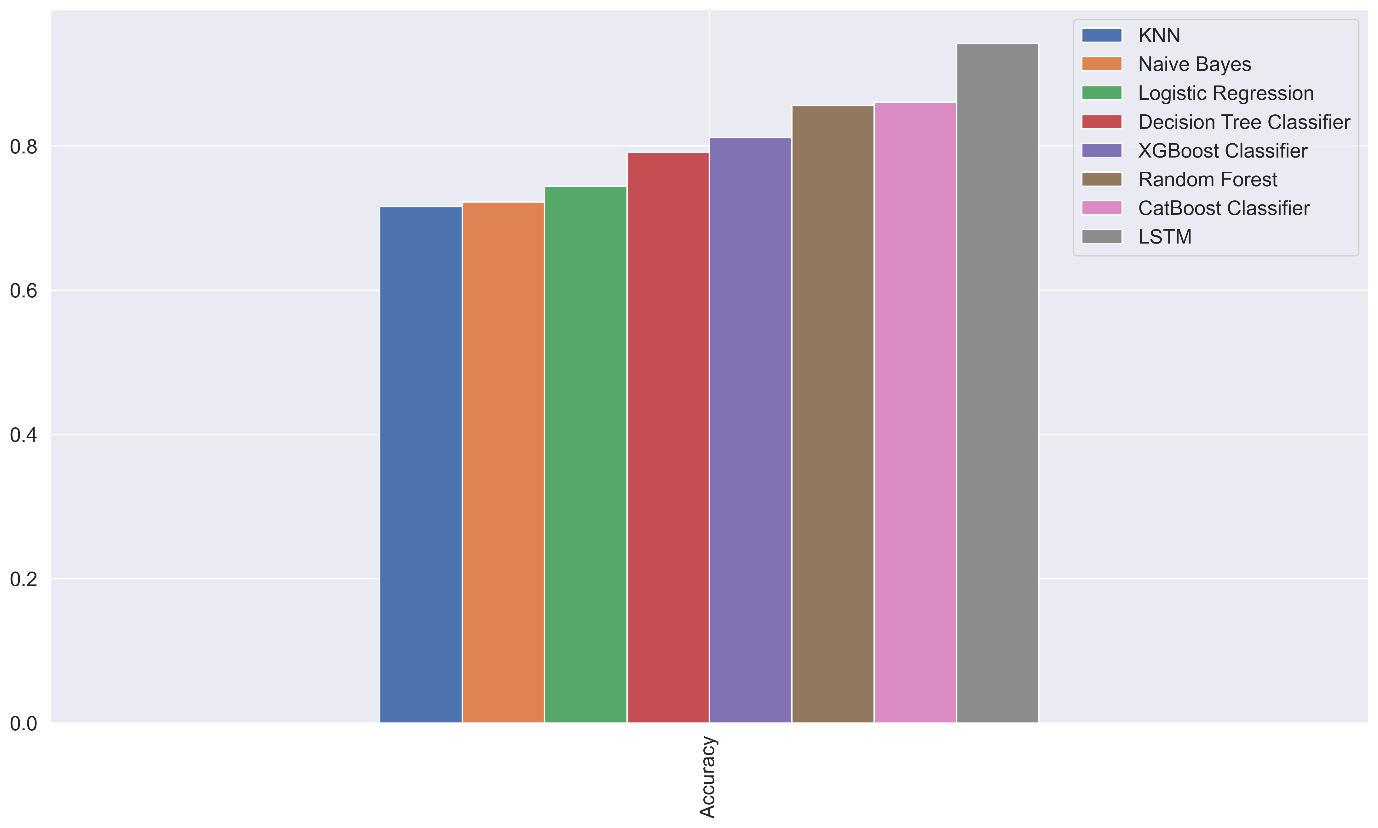 KNN
Naive Bayes
Logistic Regression
Decision Tree Classifier
XGBoost Classifier
Random Forest
CatBoost Classifier
LSTM
0.8
0.6
0.4
0.2
0.0
Accuracy